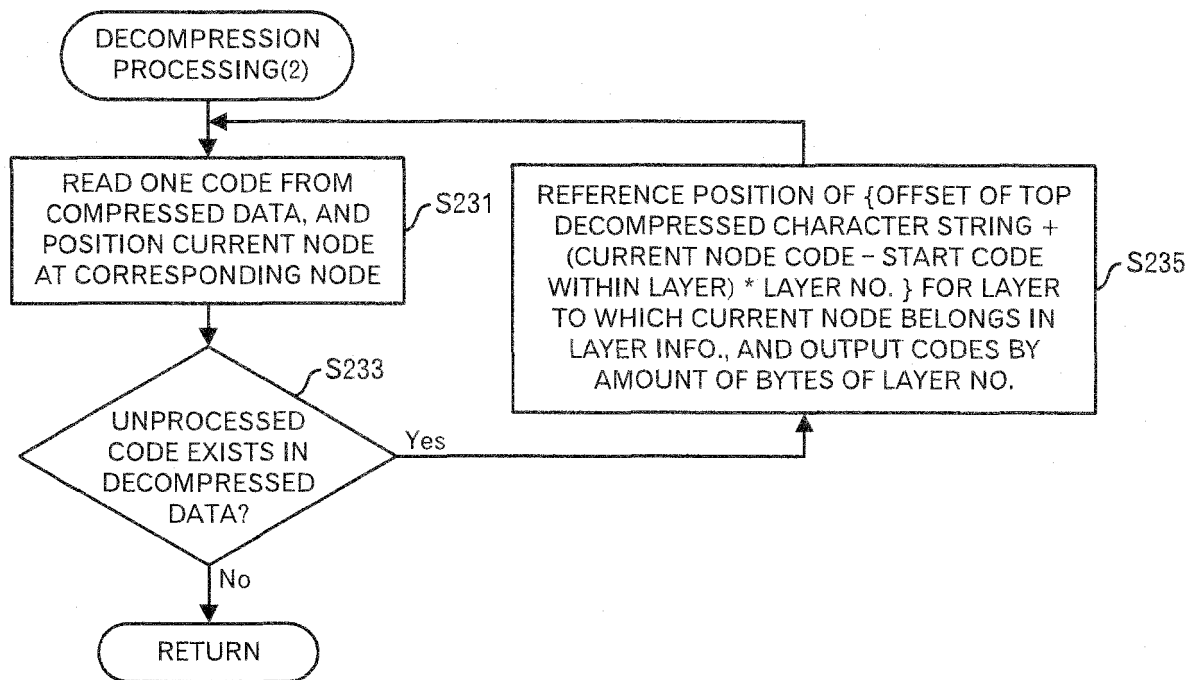 DECOMPRESSION
PROCESSING(2)
READ ONE CODE FROM
COMPRESSED DATA, AND
POSITION CURRENT NODE
AT CORRESPONDING NODE
S231
UNPROCESSED
CODE EXISTS IN
DECOMPRESSED
DATA?
S233
Yes
No
REFERENCE POSITION OF {OFFSET OF TOP
DECOMPRESSED CHARACTER STRING +
(CURRENT NODE CODE – START CODE
WITHIN LAYER) * LAYER NO. } FOR LAYER
TO WHICH CURRENT NODE BELONGS IN
LAYER INFO., AND OUTPUT CODES BY
AMOUNT OF BYTES OF LAYER NO.
S235
RETURN